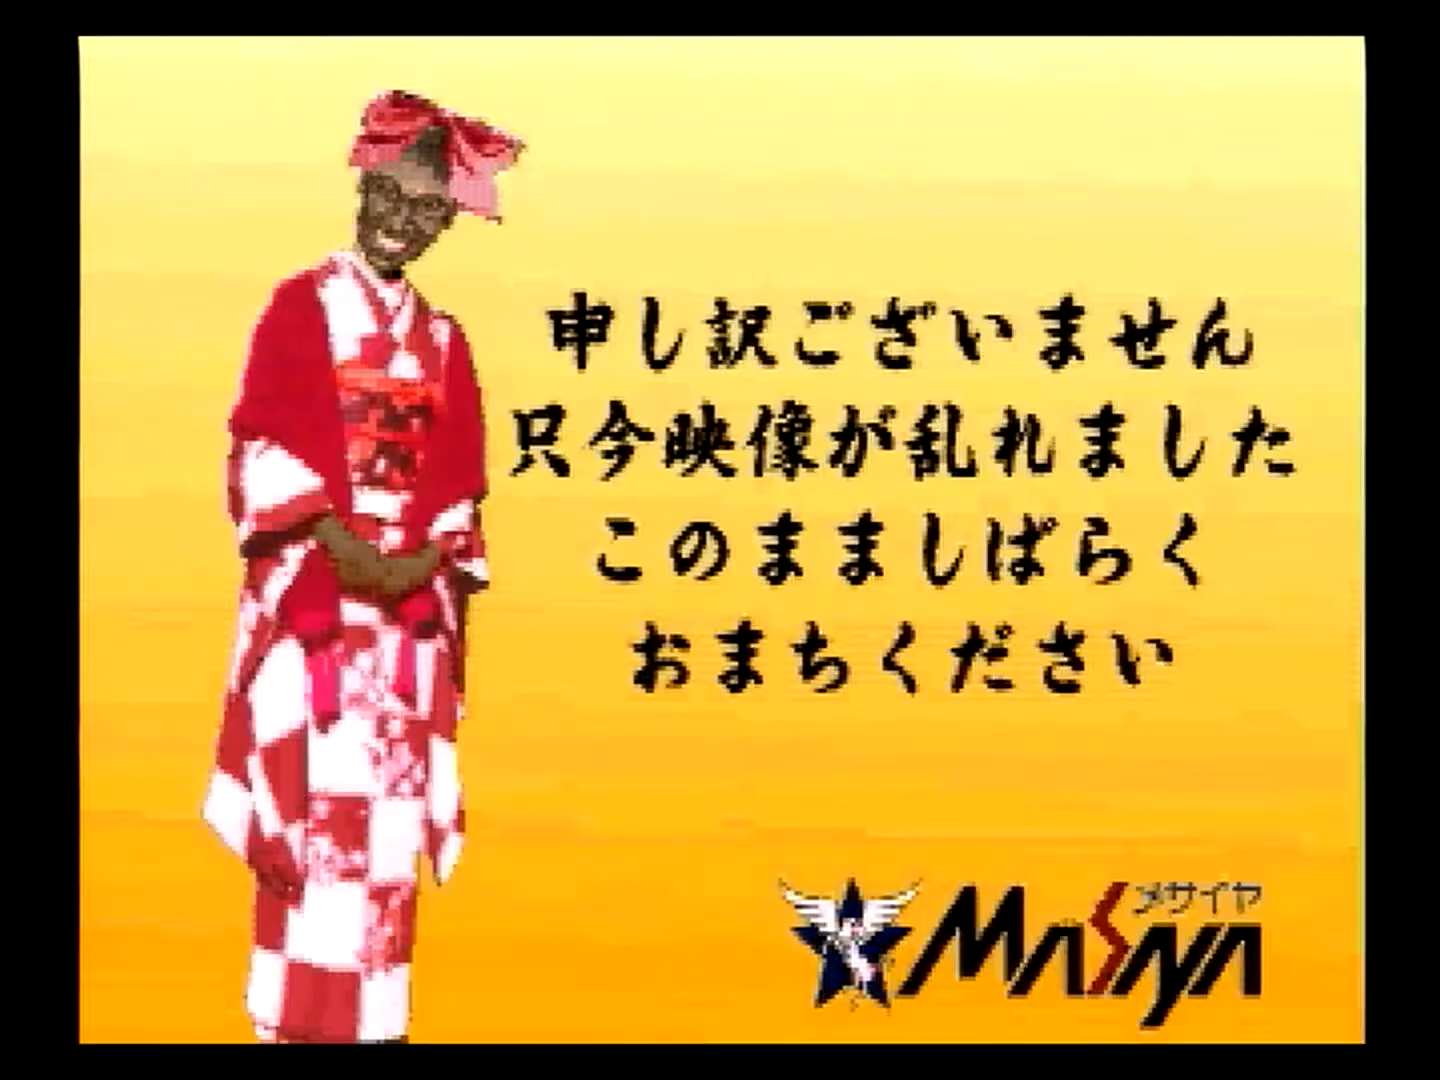 申し訳ございません
只今映像が乱れました
このまましばらく
おまちください
メサイヤ
MASAYA